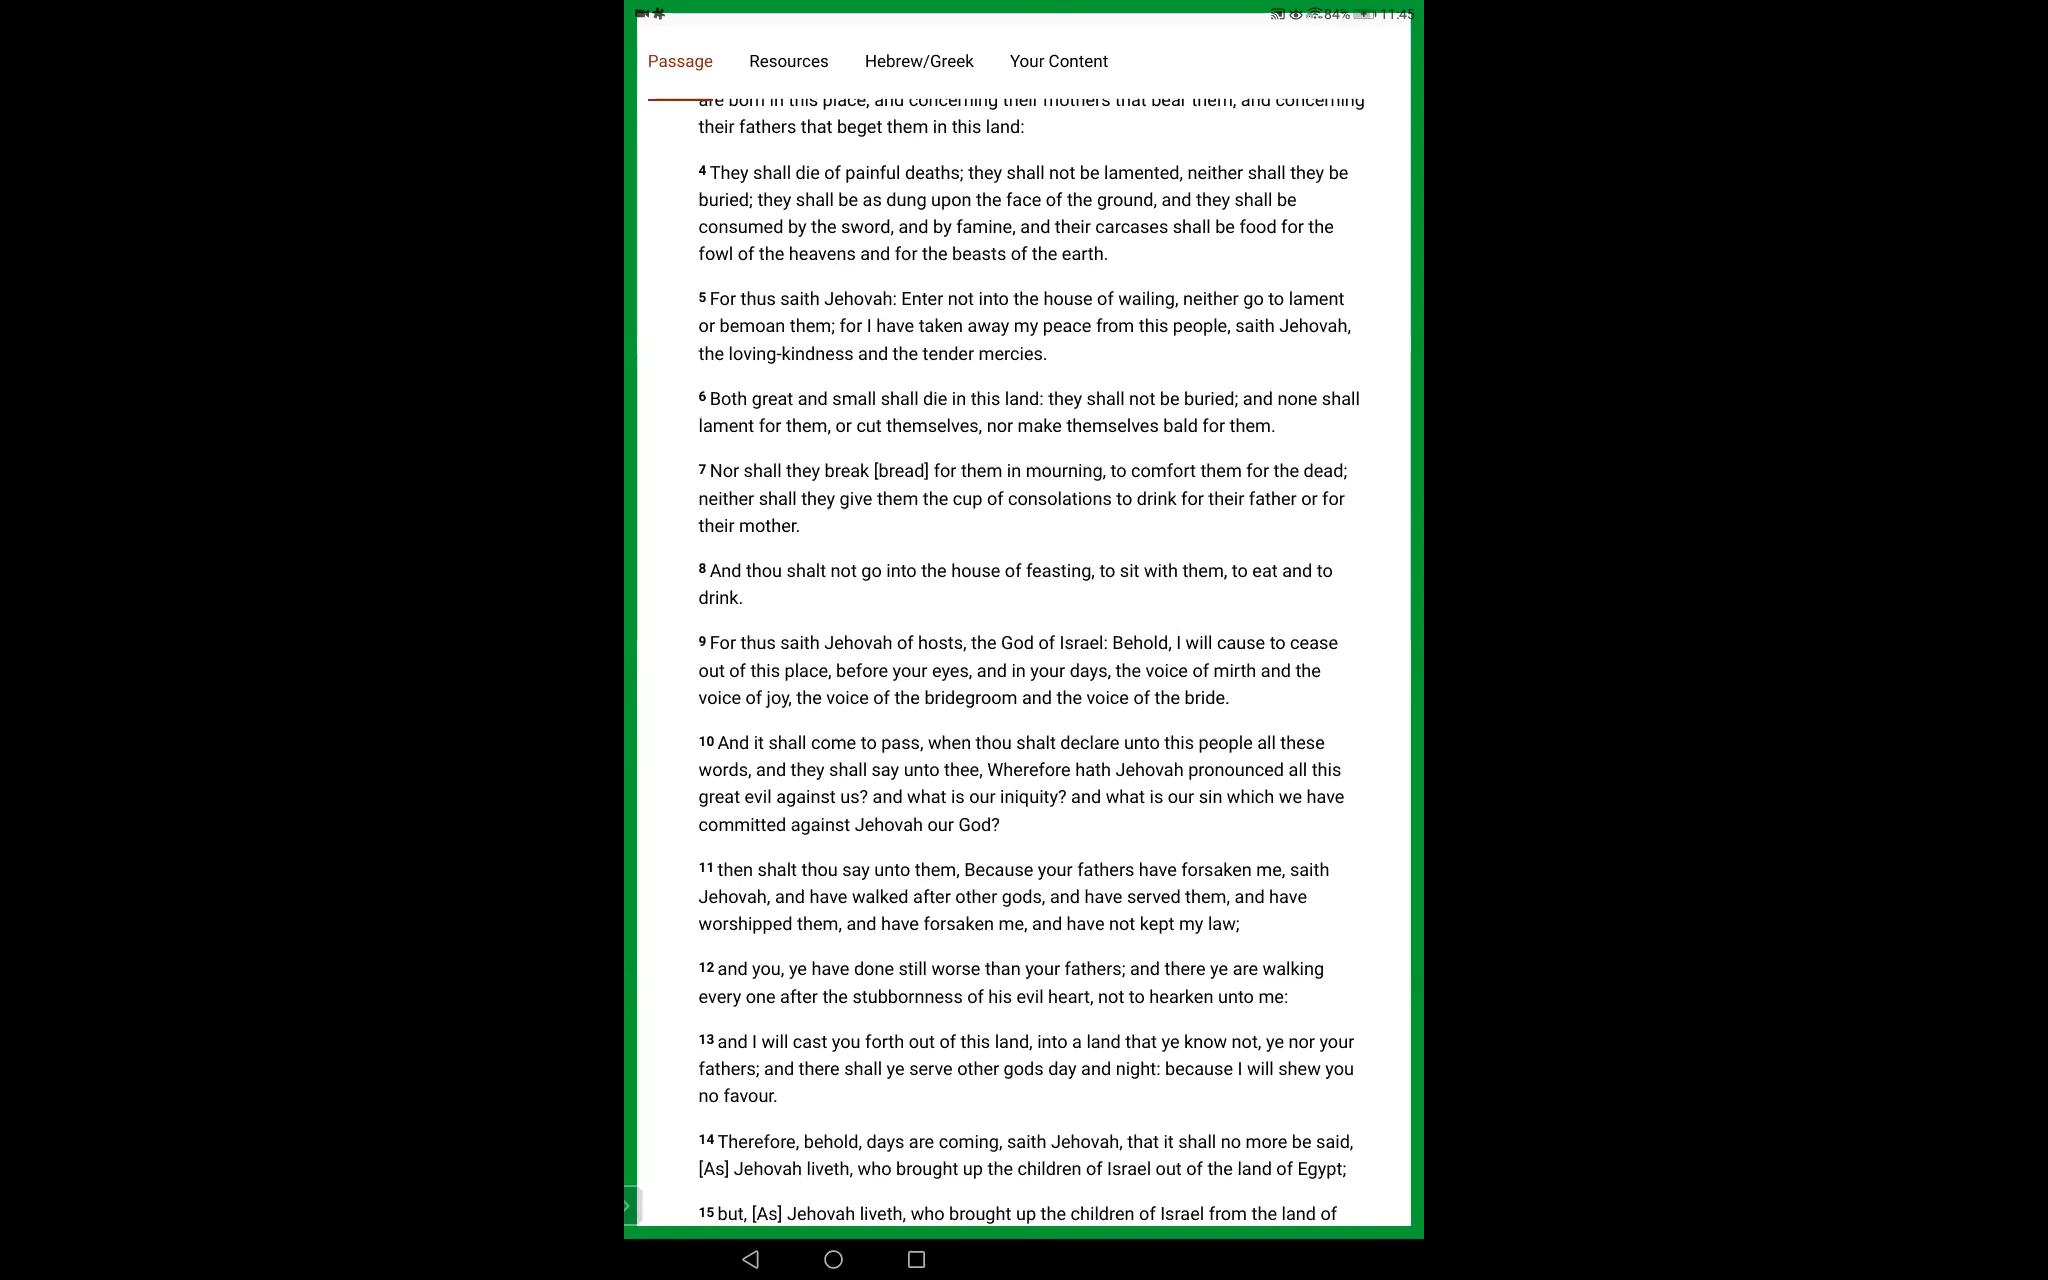 84% 11:45
Passage Resources Hebrew/Greek Your Content
are born in this place, and concerning their mothers that bear them, and concerning
their fathers that beget them in this land:
4 They shall die of painful deaths; they shall not be lamented, neither shall they be
buried; they shall be as dung upon the face of the ground, and they shall be
consumed by the sword, and by famine, and their carcases shall be food for the
fowl of the heavens and for the beasts of the earth.
5 For thus saith Jehovah: Enter not into the house of wailing, neither go to lament
or bemoan them; for I have taken away my peace from this people, saith Jehovah,
the loving-kindness and the tender mercies.
6 Both great and small shall die in this land: they shall not be buried; and none shall
lament for them, or cut themselves, nor make themselves bald for them.
7 Nor shall they break [bread] for them in mourning, to comfort them for the dead;
neither shall they give them the cup of consolations to drink for their father or for
their mother.
8 And thou shalt not go into the house of feasting, to sit with them, to eat and to
drink.
9 For thus saith Jehovah of hosts, the God of Israel: Behold, I will cause to cease
out of this place, before your eyes, and in your days, the voice of mirth and the
voice of joy, the voice of the bridegroom and the voice of the bride.
10 And it shall come to pass, when thou shalt declare unto this people all these
words, and they shall say unto thee, Wherefore hath Jehovah pronounced all this
great evil against us? and what is our iniquity? and what is our sin which we have
committed against Jehovah our God?
11 then shalt thou say unto them, Because your fathers have forsaken me, saith
Jehovah, and have walked after other gods, and have served them, and have
worshipped them, and have forsaken me, and have not kept my law;
12 and you, ye have done still worse than your fathers; and there ye are walking
every one after the stubbornness of his evil heart, not to hearken unto me:
13 and I will cast you forth out of this land, into a land that ye know not, ye nor your
fathers; and there shall ye serve other gods day and night: because I will shew you
no favour.
14 Therefore, behold, days are coming, saith Jehovah, that it shall no more be said,
[As] Jehovah liveth, who brought up the children of Israel out of the land of Egypt;
15 but, [As] Jehovah liveth, who brought up the children of Israel from the land of